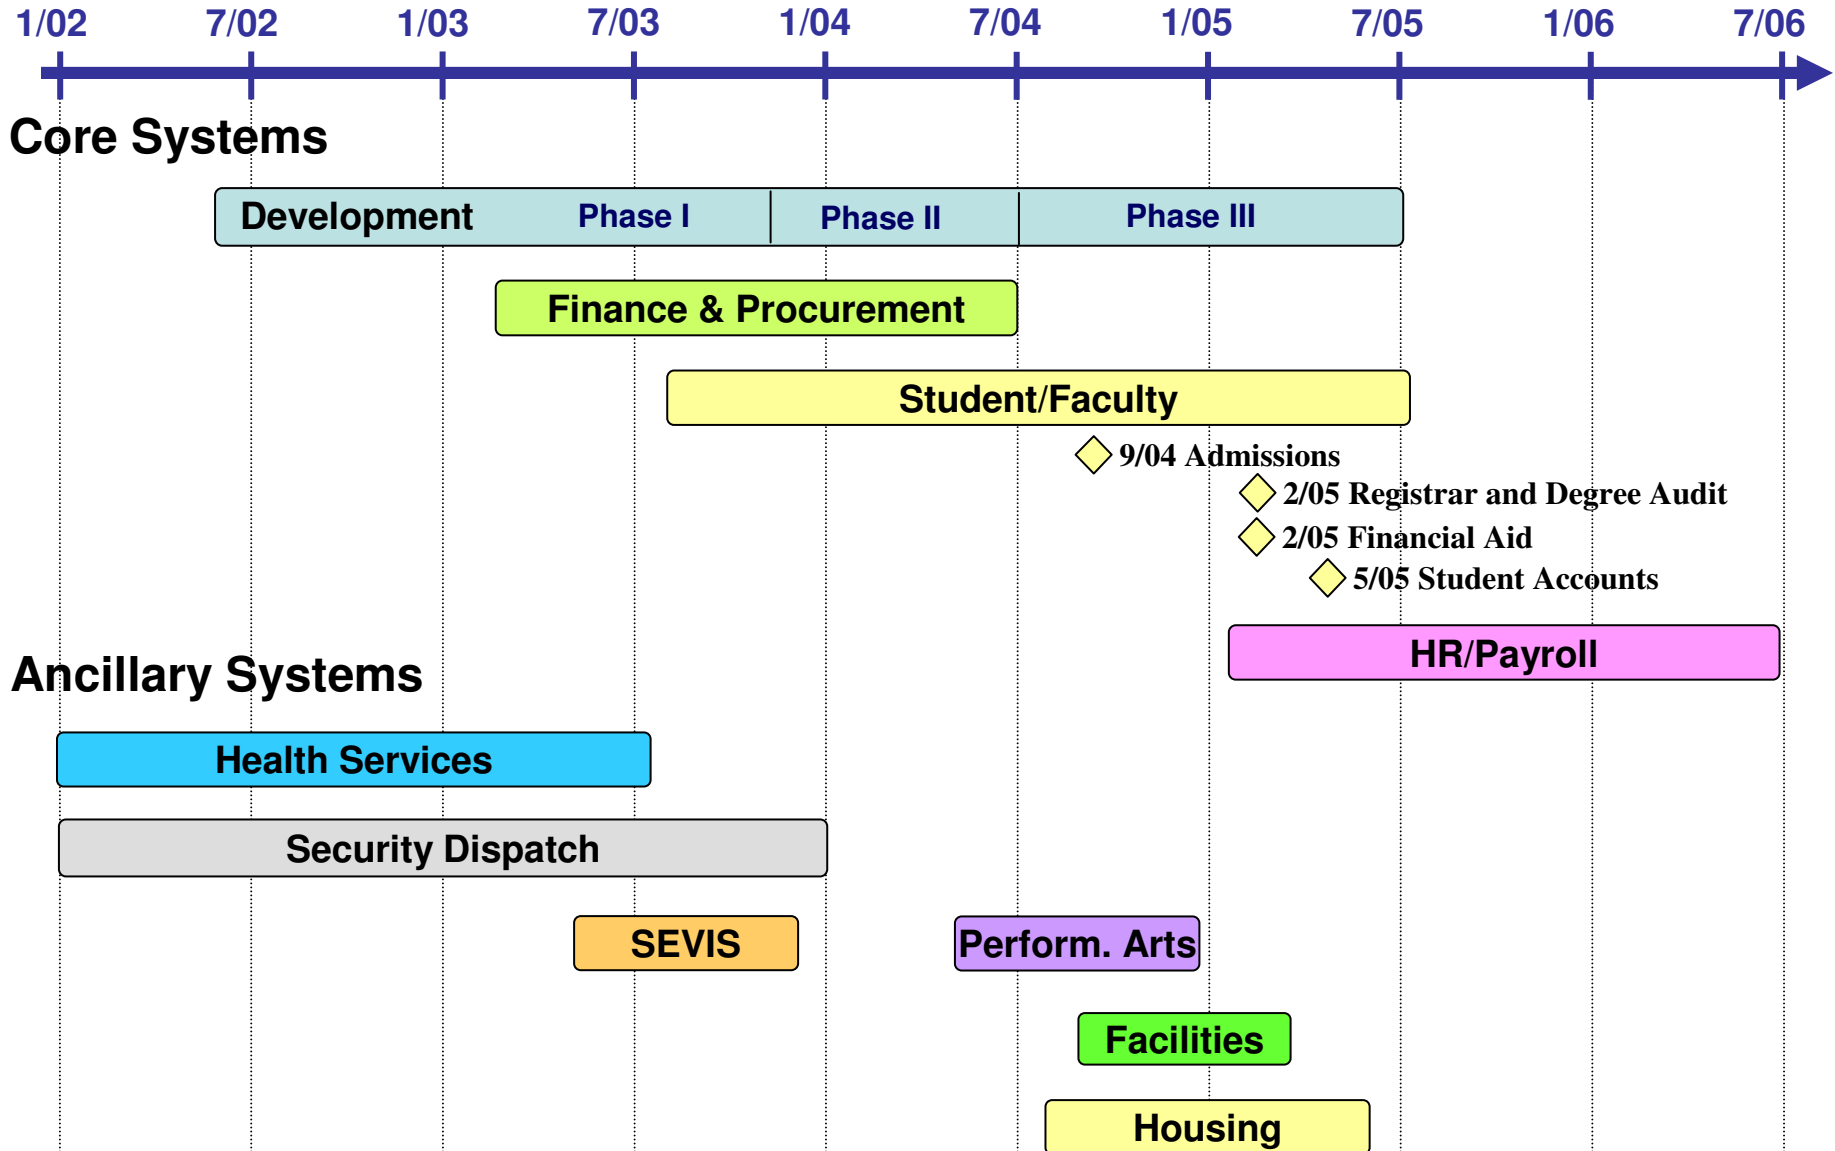 1/02 7/02 1/03 7/03 1/04 7/04 1/05 7/05 1/06 7/06
Core Systems
Development Phase I Phase II Phase III
Finance & Procurement
Student/Faculty
9/04 Admissions
2/05 Registrar and Degree Audit
2/05 Financial Aid
5/05 Student Accounts
HR/Payroll
Ancillary Systems
Health Services
Security Dispatch
SEVIS Perform. Arts
Facilities
Housing